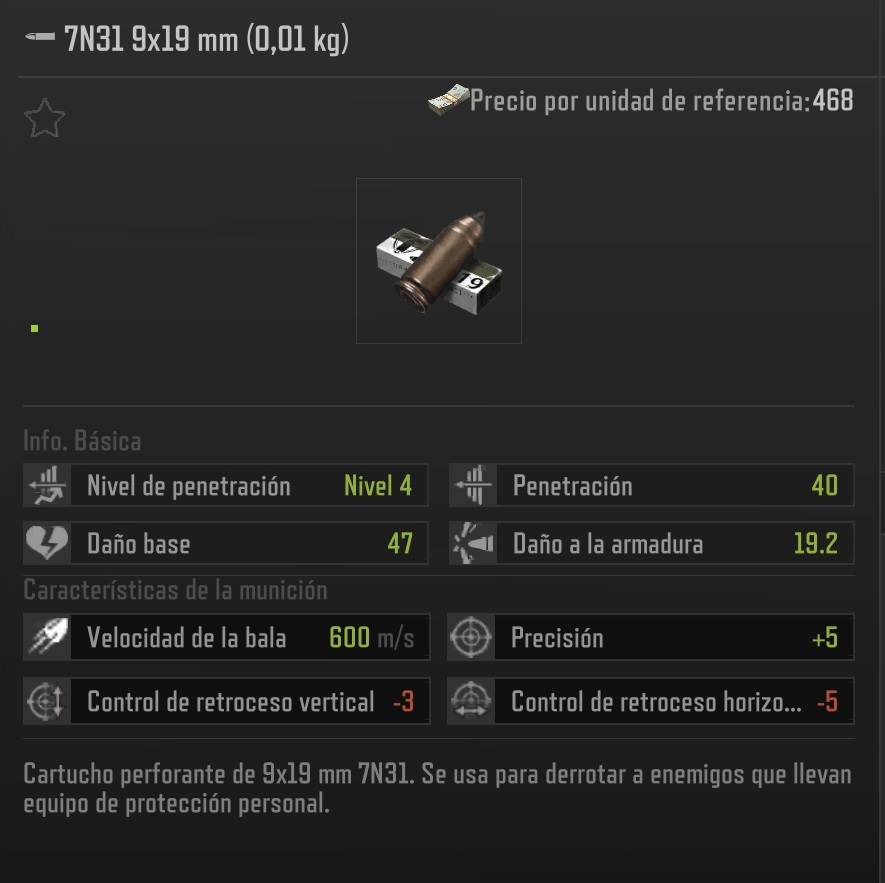 7N31 9x19 mm (0,01 kg)
Precio por unidad de referencia:468
19
Info. Básica
Nivel de penetración Nivel 4
Penetración 40
Daño base 47
Daño a la armadura 19.2
Características de la munición
Velocidad de la bala 600 m/s
Precisión +5
Control de retroceso vertical -3
Control de retroceso horizo... -5
Cartucho perforante de 9x19 mm 7N31. Se usa para derrotar a enemigos que llevan
equipo de protección personal.